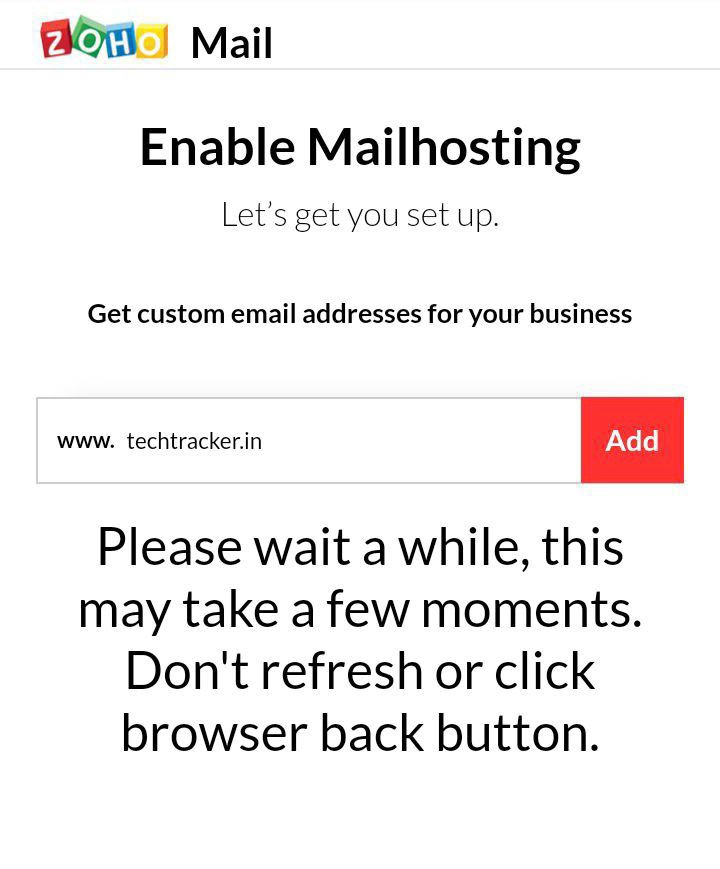 ZOHO Mail
Enable Mailhosting
Let’s get you set up.
Get custom email addresses for your business
www. techtracker.in Add
Please wait a while, this
may take a few moments.
Don't refresh or click
browser back button.